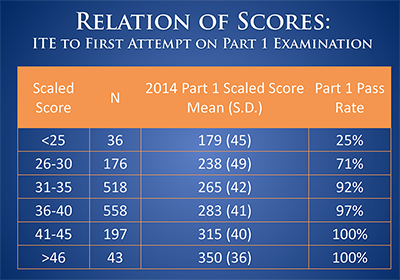 RELATION OF SCORES:
ITE TO FIRST ATTEMPT ON PART 1 EXAMINATION
Scaled Score N 2014 Part 1 Scaled Score Mean (S.D.) Part 1 Pass Rate
<25 36 179 (45) 25%
26-30 176 238 (49) 71%
31-35 518 265 (42) 92%
36-40 558 283 (41) 97%
41-45 197 315 (40) 100%
>46 43 350 (36) 100%